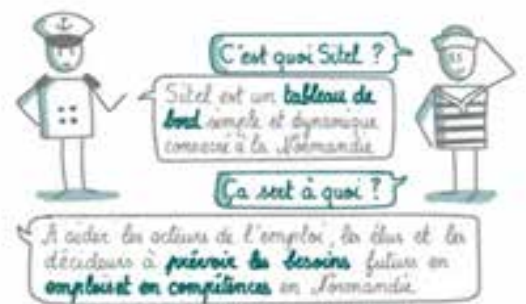 C'est quoi Sitel ?
Sitel est un tableau de
bord simple et dynamique
consacré à la Normandie
Ça sert à quoi ?
A aider les acteurs de l'emploi, les élus et les
décideurs à prévoir les besoins futurs en
emplois et en compétences en Normandie